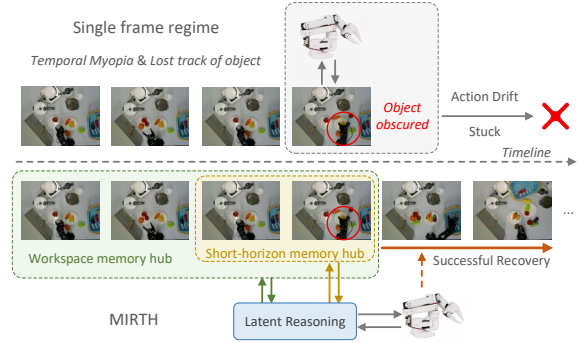 Single frame regime
Temporal Myopia & Lost track of object
Object
obscured
Action Drift
Stuck
Timeline
Workspace memory hub
Short-horizon memory hub
...
Successful Recovery
MIRTH
Latent Reasoning